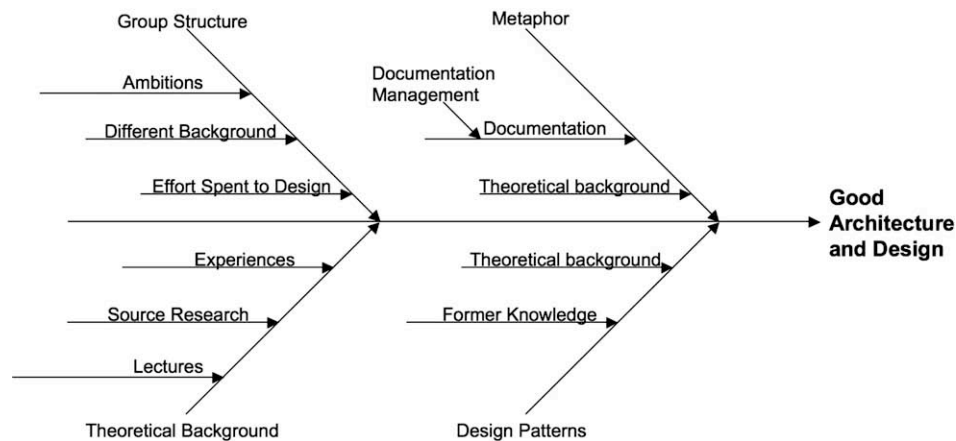 Group Structure
Metaphor
Ambitions
Documentation
Management
Different Background
Documentation
Effort Spent to Design
Theoretical background
Good
Architecture
and Design
Experiences
Theoretical background
Source Research
Former Knowledge
Lectures
Theoretical Background
Design Patterns